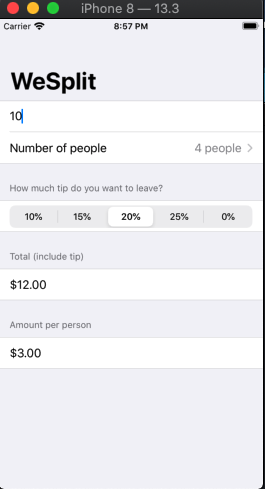 iPhone 8 — 13.3
Carrier 8:57 PM
WeSplit
10
Number of people 4 people
How much tip do you want to leave?
10% 15% 20% 25% 0%
Total (include tip)
$12.00
Amount per person
$3.00